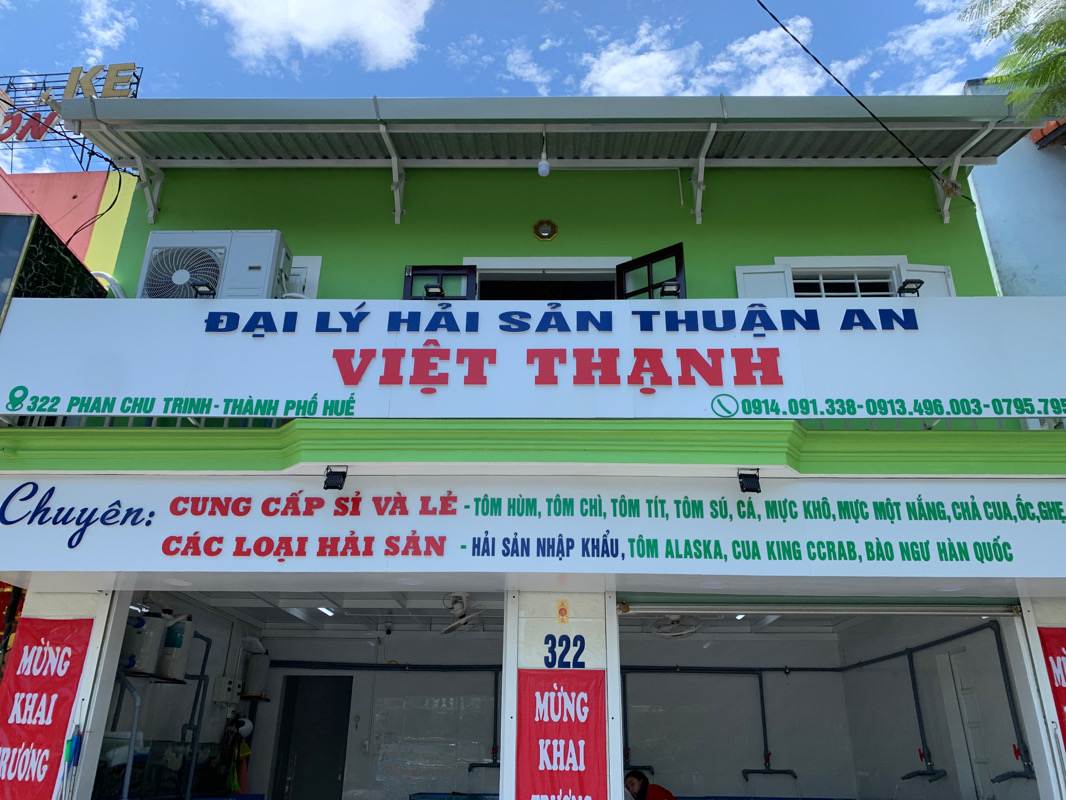 KE
ĐẠI LÝ HẢI SẢN THUẬN AN
VIỆT THẠNH
322 PHAN CHU TRINH - THÀNH PHỐ HUẾ
0914.091.338-0913.496.003-0795.795
Chuyên: CUNG CẤP SỈ VÀ LẺ - TÔM HÙM, TÔM CHÌ, TÔM TÍT, TÔM SÚ, CÁ, MỰC KHÔ, MỰC MỘT NẮNG, CHẢ CUA, ỐC, GHẸ,
CÁC LOẠI HẢI SẢN - HẢI SẢN NHẬP KHẨU, TÔM ALASKA, CUA KING CCRAB, BÀO NGƯ HÀN QUỐC
322
MỪNG
KHAI
TRƯƠNG
MỪNG
KHAI
TRƯƠNG